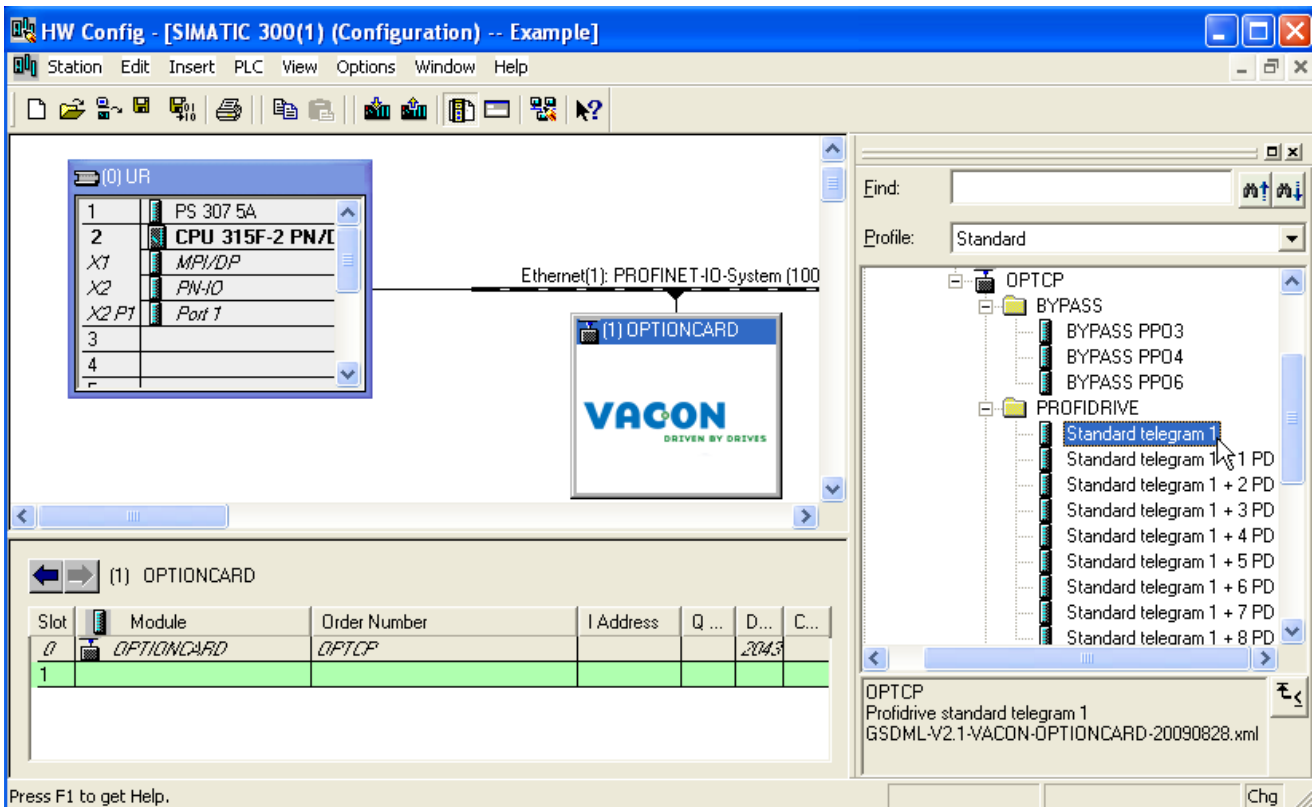 HW Config - [SIMATIC 300(1) (Configuration) -- Example]
Station Edit Insert PLC View Options Window Help
(0) UR
1 PS 307 5A
2 CPU 315F-2 PN/D
X1 MPI/DP
X2 PN-IO
X2 P1 Port 1
3
4
Ethernet(1): PROFINET-IO-System (100
(1) OPTIONCARD
VACON
DRIVEN BY DRIVES
(1) OPTIONCARD
Slot Module Order Number I Address Q ... D... C...
0 OPTIONCARD OPTCP 2043
1
Find:
Profile: Standard
OPTCP
BYPASS
BYPASS PPO3
BYPASS PPO4
BYPASS PPO6
PROFIDRIVE
Standard telegram 1
Standard telegram 1 + 1 PD
Standard telegram 1 + 2 PD
Standard telegram 1 + 3 PD
Standard telegram 1 + 4 PD
Standard telegram 1 + 5 PD
Standard telegram 1 + 6 PD
Standard telegram 1 + 7 PD
Standard telegram 1 + 8 PD
OPTCP
Profidrive standard telegram 1
GSDML-V2.1-VACON-OPTIONCARD-20090828.xml
Press F1 to get Help.
Chg